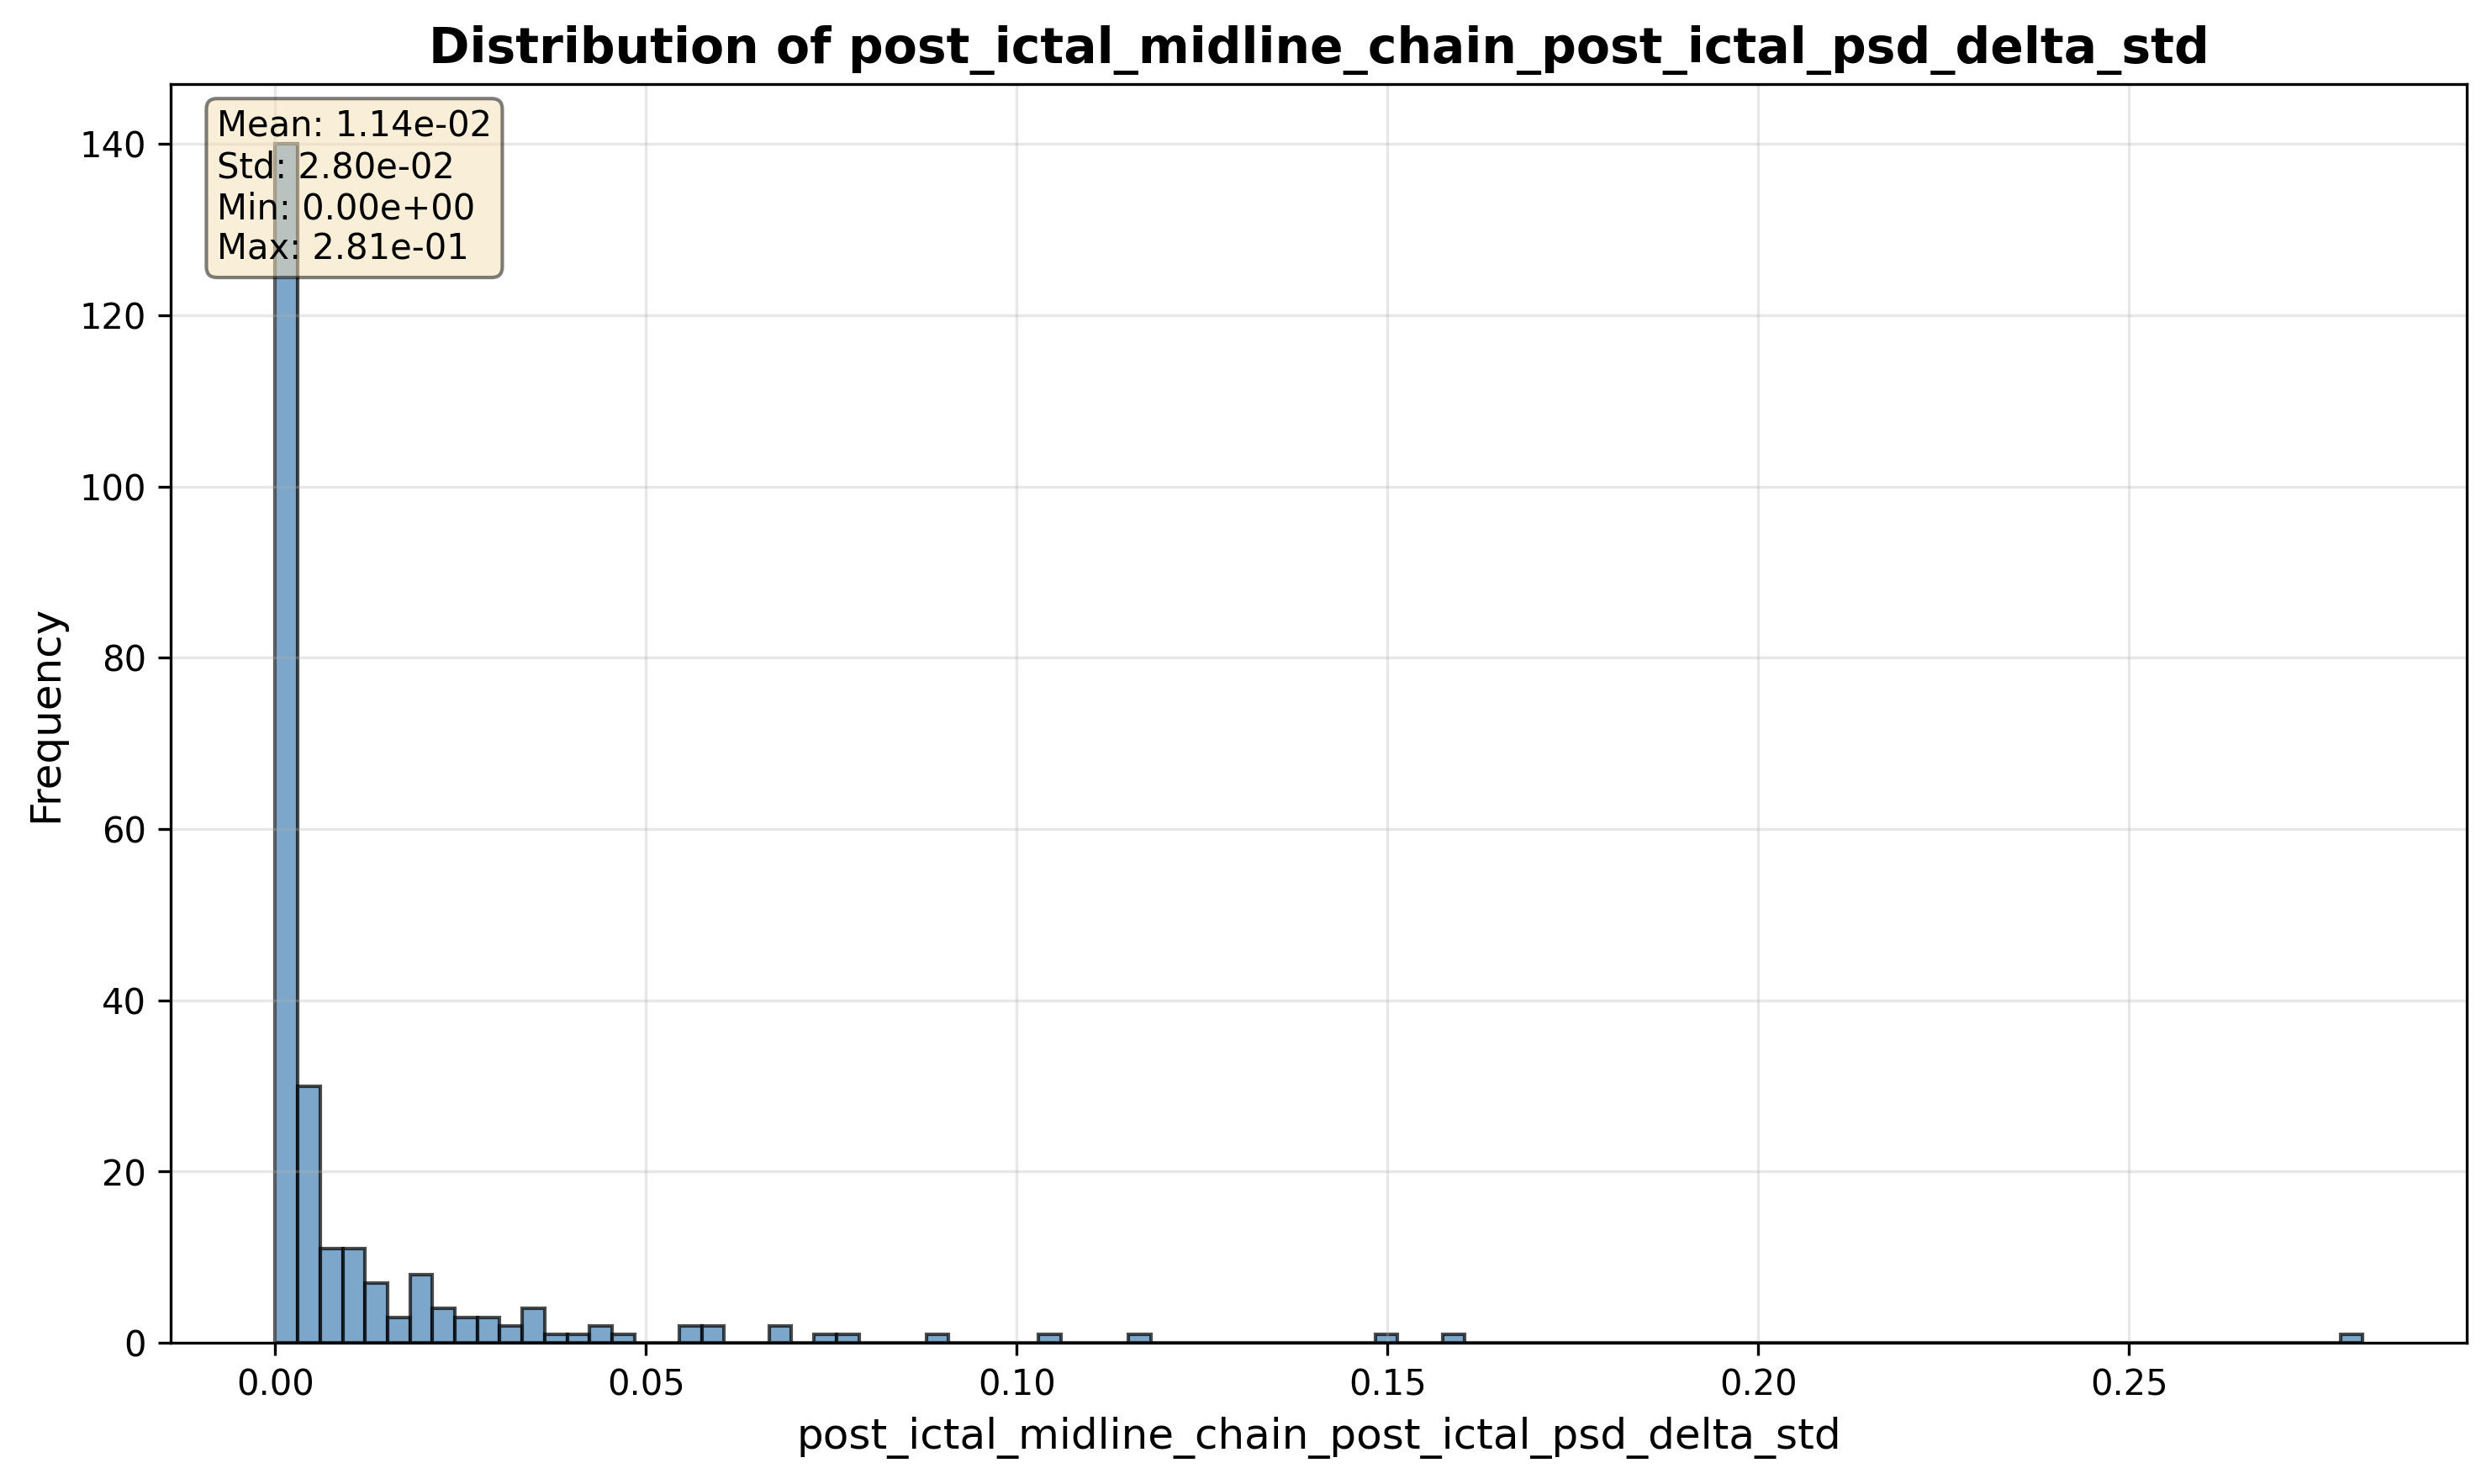 Distribution of post_ictal_midline_chain_post_ictal_psd_delta_std
Mean: 1.14e-02
Std: 2.80e-02
Min: 0.00e+00
Max: 2.81e-01
Frequency
140
120
100
80
60
40
20
0
0.00 0.05 0.10 0.15 0.20 0.25
post_ictal_midline_chain_post_ictal_psd_delta_std